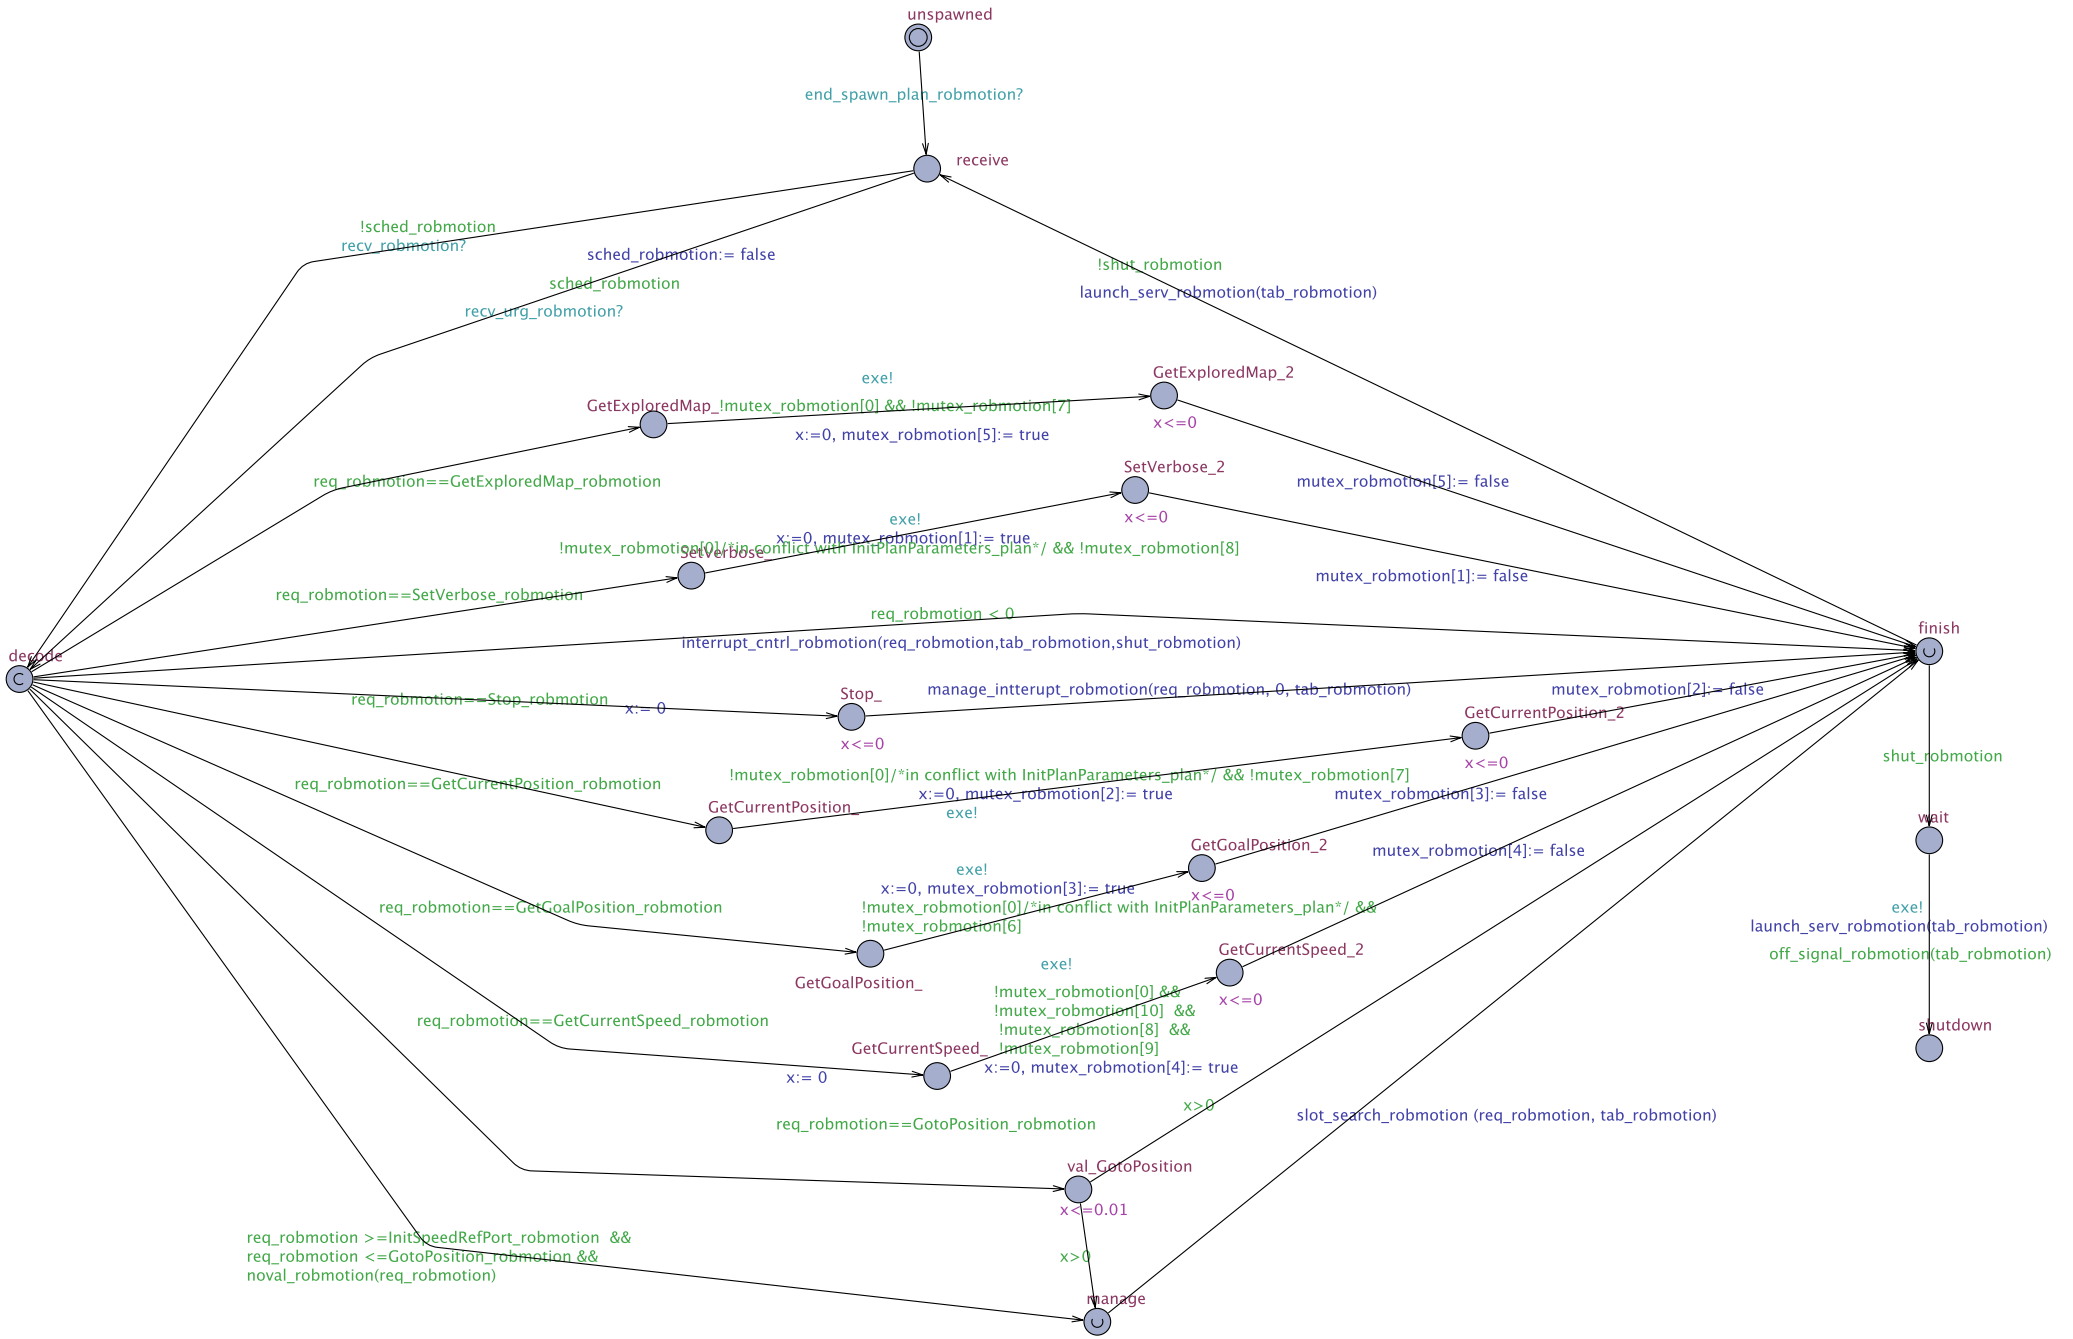 unspawned
end_spawn_plan_robmotion?
receive
!sched_robmotion
recv_robmotion?
sched_robmotion:= false
sched_robmotion
recv_urg_robmotion?
!shut_robmotion
launch_serv_robmotion(tab_robmotion)
exe!
GetExploredMap_2
GetExploredMap_
!mutex_robmotion[0] && !mutex_robmotion[7]
x<=0
x:=0, mutex_robmotion[5]:= true
req_robmotion==GetExploredMap_robmotion
mutex_robmotion[5]:= false
SetVerbose_2
x<=0
exe!
x:=0, mutex_robmotion[1]:= true
!mutex_robmotion[0]/*in conflict with InitPlanParameters_plan*/ && !mutex_robmotion[8]
SetVerbose_
mutex_robmotion[1]:= false
req_robmotion==SetVerbose_robmotion
req_robmotion < 0
interrupt_cntrl_robmotion(req_robmotion,tab_robmotion,shut_robmotion)
finish
decode
C
U
req_robmotion==Stop_robmotion
x:= 0
Stop_
x<=0
manage_intterupt_robmotion(req_robmotion, 0, tab_robmotion)
mutex_robmotion[2]:= false
GetCurrentPosition_2
x<=0
shut_robmotion
req_robmotion==GetCurrentPosition_robmotion
!mutex_robmotion[0]/*in conflict with InitPlanParameters_plan*/ && !mutex_robmotion[7]
x:=0, mutex_robmotion[2]:= true
exe!
GetCurrentPosition_
mutex_robmotion[3]:= false
wait
GetGoalPosition_2
x<=0
mutex_robmotion[4]:= false
exe!
x:=0, mutex_robmotion[3]:= true
!mutex_robmotion[0]/*in conflict with InitPlanParameters_plan*/ &&
!mutex_robmotion[6]
req_robmotion==GetGoalPosition_robmotion
GetGoalPosition_
exe!
launch_serv_robmotion(tab_robmotion)
off_signal_robmotion(tab_robmotion)
GetCurrentSpeed_2
x<=0
exe!
!mutex_robmotion[0] &&
!mutex_robmotion[10] &&
!mutex_robmotion[8] &&
!mutex_robmotion[9]
x:=0, mutex_robmotion[4]:= true
req_robmotion==GetCurrentSpeed_robmotion
GetCurrentSpeed_
x:= 0
shutdown
x>0
req_robmotion==GotoPosition_robmotion
slot_search_robmotion (req_robmotion, tab_robmotion)
val_GotoPosition
x<=0.01
req_robmotion >=InitSpeedRefPort_robmotion &&
req_robmotion <=GotoPosition_robmotion &&
noval_robmotion(req_robmotion)
x>0
manage
U